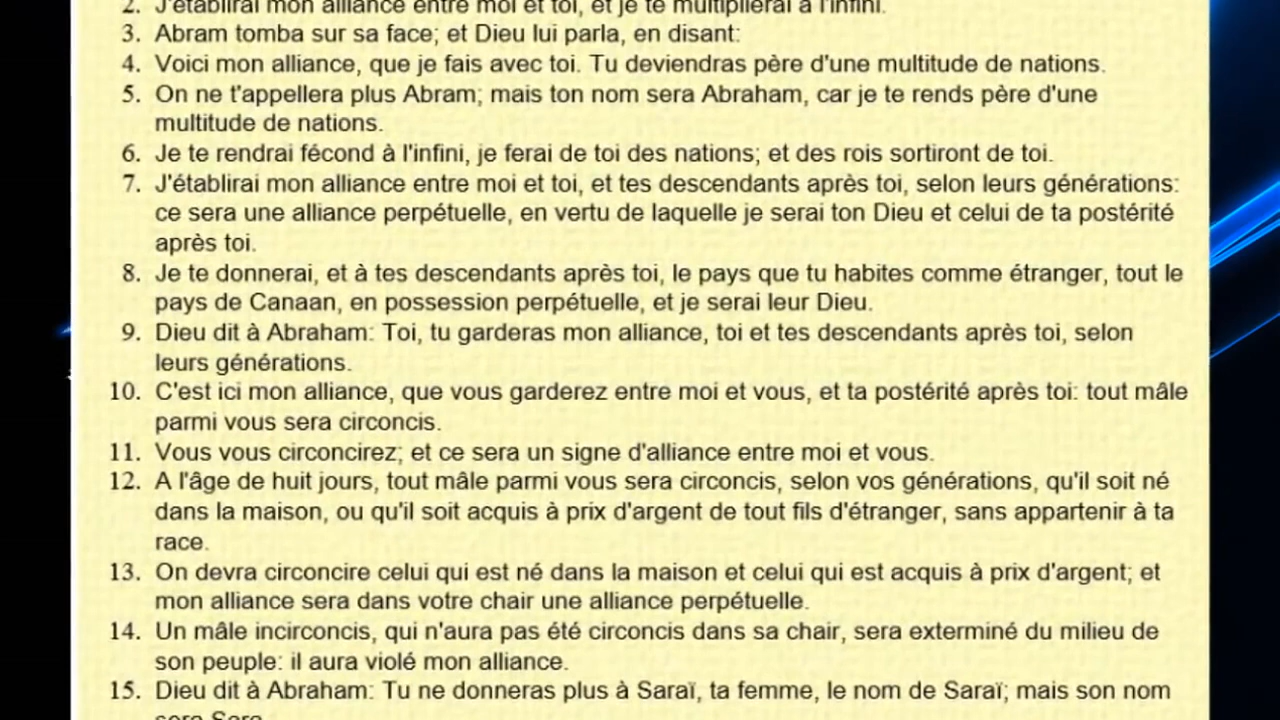 2. J'établirai mon alliance entre moi et toi, et je te multiplierai à l'infini.
3. Abram tomba sur sa face; et Dieu lui parla, en disant:
4. Voici mon alliance, que je fais avec toi. Tu deviendras père d'une multitude de nations.
5. On ne t'appellera plus Abram; mais ton nom sera Abraham, car je te rends père d'une
multitude de nations.
6. Je te rendrai fécond à l'infini, je ferai de toi des nations; et des rois sortiront de toi.
7. J'établirai mon alliance entre moi et toi, et tes descendants après toi, selon leurs générations:
ce sera une alliance perpétuelle, en vertu de laquelle je serai ton Dieu et celui de ta postérité
après toi.
8. Je te donnerai, et à tes descendants après toi, le pays que tu habites comme étranger, tout le
pays de Canaan, en possession perpétuelle, et je serai leur Dieu.
9. Dieu dit à Abraham: Toi, tu garderas mon alliance, toi et tes descendants après toi, selon
leurs générations.
10. C'est ici mon alliance, que vous garderez entre moi et vous, et ta postérité après toi: tout mâle
parmi vous sera circoncis.
11. Vous vous circoncirez; et ce sera un signe d'alliance entre moi et vous.
12. A l'âge de huit jours, tout mâle parmi vous sera circoncis, selon vos générations, qu'il soit né
dans la maison, ou qu'il soit acquis à prix d'argent de tout fils d'étranger, sans appartenir à ta
race.
13. On devra circoncire celui qui est né dans la maison et celui qui est acquis à prix d'argent; et
mon alliance sera dans votre chair une alliance perpétuelle.
14. Un mâle incirconcis, qui n'aura pas été circoncis dans sa chair, sera exterminé du milieu de
son peuple: il aura violé mon alliance.
15. Dieu dit à Abraham: Tu ne donneras plus à Saraï, ta femme, le nom de Saraï; mais son nom
sera Sara.